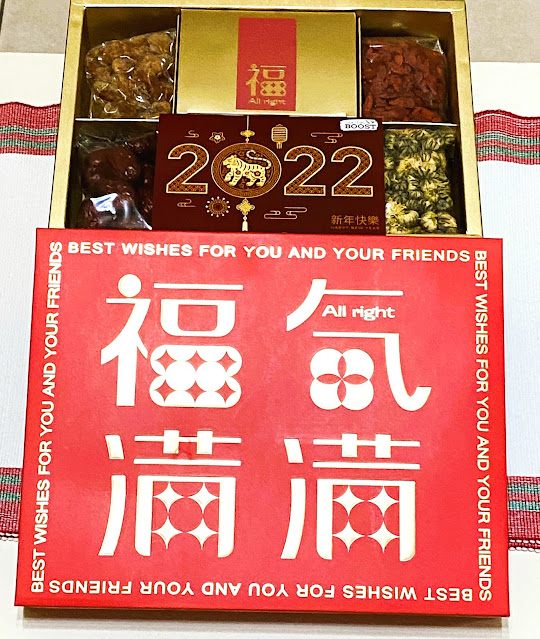 福
All right
BOOST
2022
新年快樂
HAPPY NEW YEAR
BEST WISHES FOR YOU AND YOUR FRIENDS
BEST WISHES FOR YOU AND YOUR FRIENDS
福氣
All right
滿滿
BEST WISHES FOR YOU AND YOUR FRIENDS
BEST WISHES FOR YOU AND YOUR FRIENDS